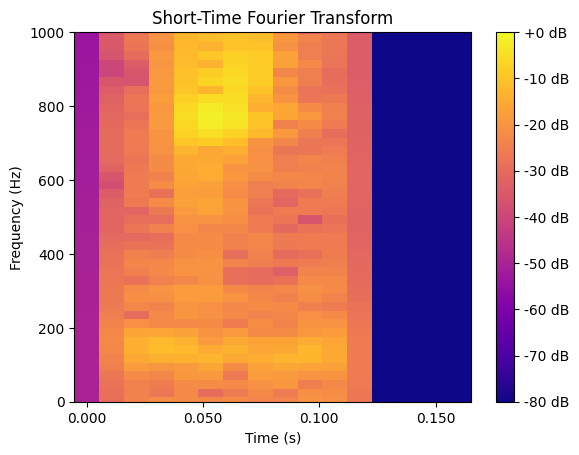 Short-Time Fourier Transform
Frequency (Hz)
1000
800
600
400
200
0
0.000
0.050
0.100
0.150
Time (s)
+0 dB
-10 dB
-20 dB
-30 dB
-40 dB
-50 dB
-60 dB
-70 dB
-80 dB